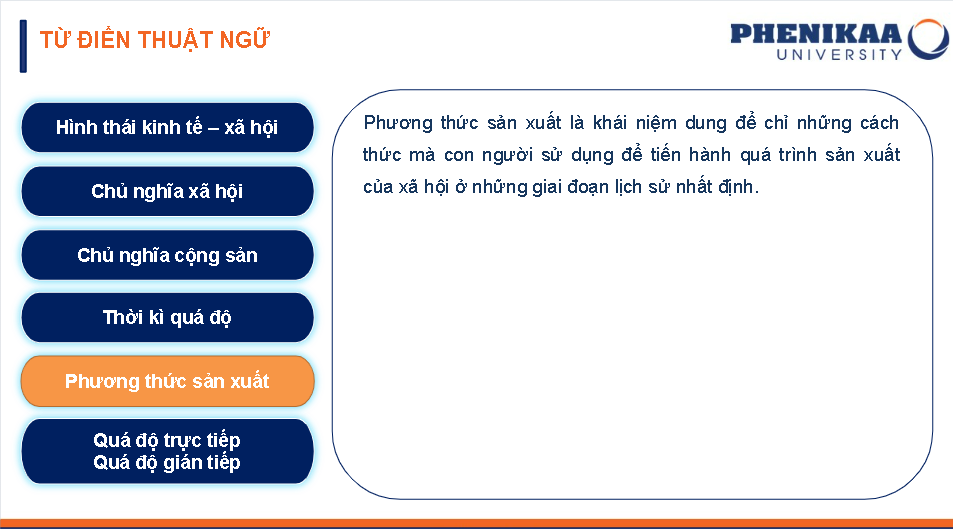 TỪ ĐIỂN THUẬT NGỮ
PHENIKAA
UNIVERSITY
Hình thái kinh tế – xã hội
Chủ nghĩa xã hội
Chủ nghĩa cộng sản
Thời kì quá độ
Phương thức sản xuất
Quá độ trực tiếp
Quá độ gián tiếp
Phương thức sản xuất là khái niệm dung để chỉ những cách
thức mà con người sử dụng để tiến hành quá trình sản xuất
của xã hội ở những giai đoạn lịch sử nhất định.